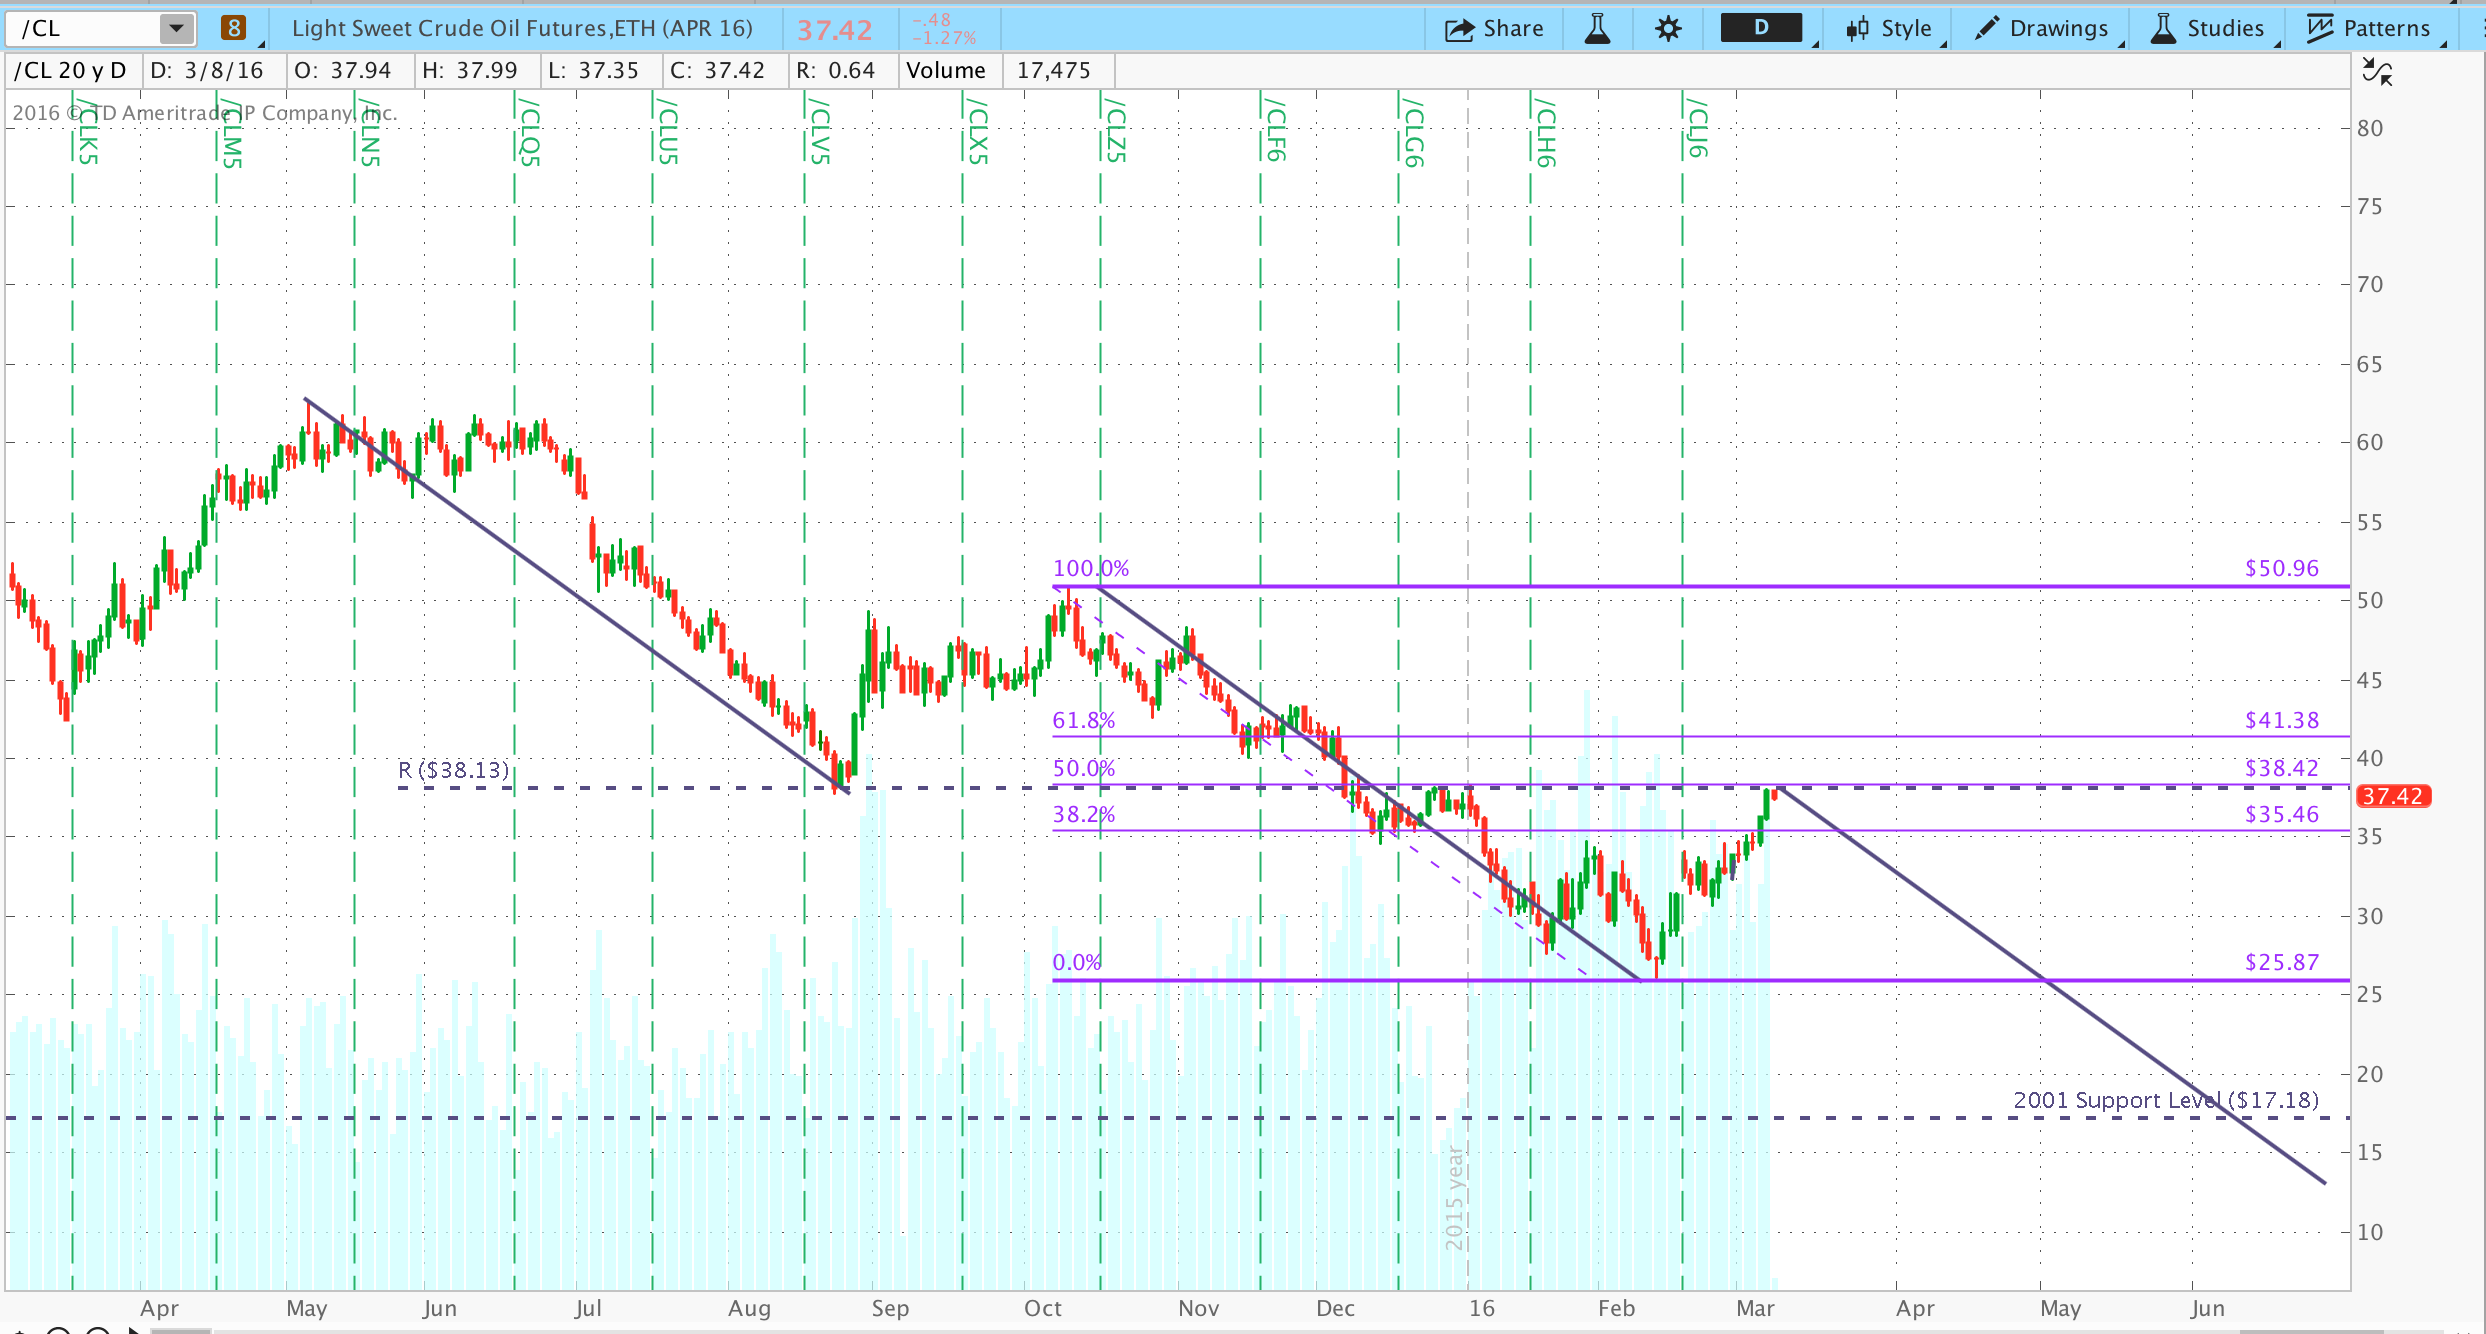 /CL 8 Light Sweet Crude Oil Futures,ETH (APR 16) 37.42 -.48 -1.27% Share D Style Drawings Studies Patterns
/CL 20 y D D: 3/8/16 O: 37.94 H: 37.99 L: 37.35 C: 37.42 R: 0.64 Volume 17,475
2016 © TD Ameritrade IP Company, Inc.
/CLK5 /CLM5 /CLN5 /CLQ5 /CLU5 /CLV5 /CLX5 /CLZ5 /CLF6 /CLG6 /CLH6 /CLJ6
80
75
70
65
60
55
100.0% $50.96
50
45
61.8% $41.38
40
R ($38.13) 50.0% $38.42
37.42
38.2% $35.46
35
30
0.0% $25.87
25
20
2001 Support Level ($17.18)
15
2015 year
10
Apr May Jun Jul Aug Sep Oct Nov Dec 16 Feb Mar Apr May Jun